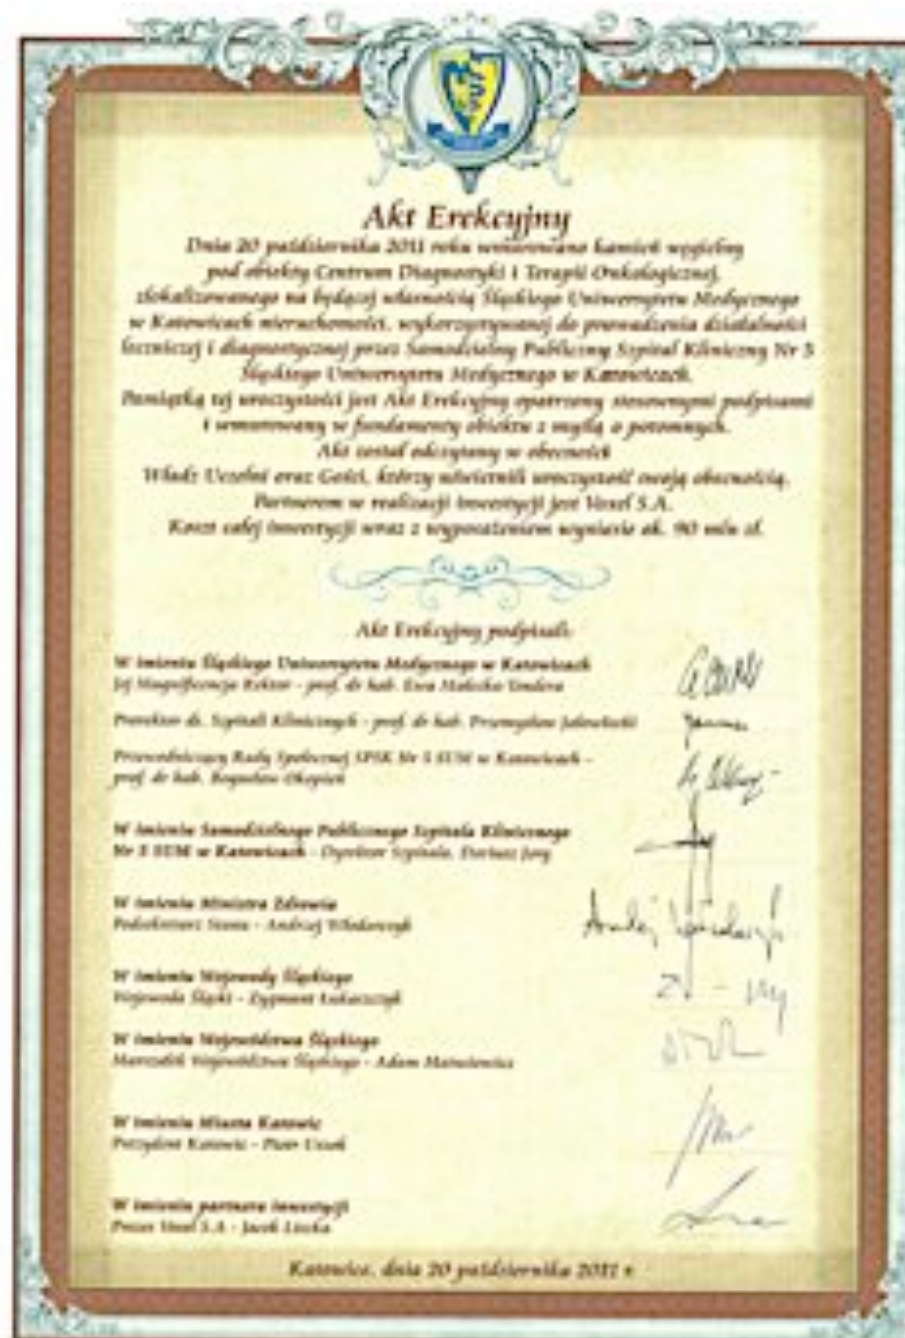 Akt Erekcyjny
Dnia 20 października 2011 roku wmurowano kamień węgielny
pod obiekty Centrum Diagnostyki i Terapii Onkologicznej,
zlokalizowanego na będącej własnością Śląskiego Uniwersytetu Medycznego
w Katowicach nieruchomości, wykorzystywanej do prowadzenia działalności
leczniczej i diagnostycznej przez Samodzielny Publiczny Szpital Kliniczny Nr 5
Śląskiego Uniwersytetu Medycznego w Katowicach.
Pamiątką tej uroczystości jest Akt Erekcyjny opatrzony stosownymi podpisami
i wmurowany w fundamenty obiektu z myślą o potomnych.
Akt został odczytany w obecności
Władz Uczelni oraz Gości, którzy uświetnili uroczystość swoją obecnością.
Partnerem w realizacji inwestycji jest Voxel S.A.
Koszt całej inwestycji wraz z wyposażeniem wyniesie ok. 90 mln zł.
Akt Erekcyjny podpisali:
W imieniu Śląskiego Uniwersytetu Medycznego w Katowicach
Jej Magnificencja Rektor - prof. dr hab. Ewa Małecka-Tendera
Prorektor ds. Szpitali Klinicznych - prof. dr hab. Przemysław Jałowiecki
Przewodniczący Rady Społecznej SPSK Nr 5 SUM w Katowicach -
prof. dr hab. Bogusław Okopień
W imieniu Samodzielnego Publicznego Szpitala Klinicznego
Nr 5 SUM w Katowicach - Dyrektor Szpitala, Dariusz Jorg
W imieniu Ministra Zdrowia
Podsekretarz Stanu - Andrzej Włodarczyk
W imieniu Wojewody Śląskiego
Wojewoda Śląski - Zygmunt Łukaszczyk
W imieniu Województwa Śląskiego
Marszałek Województwa Śląskiego - Adam Matusiewicz
W imieniu Miasta Katowic
Prezydent Katowic - Piotr Uszok
W imieniu partnera inwestycji
Prezes Voxel S.A - Jacek Liszka
Katowice, dnia 20 października 2011 r.